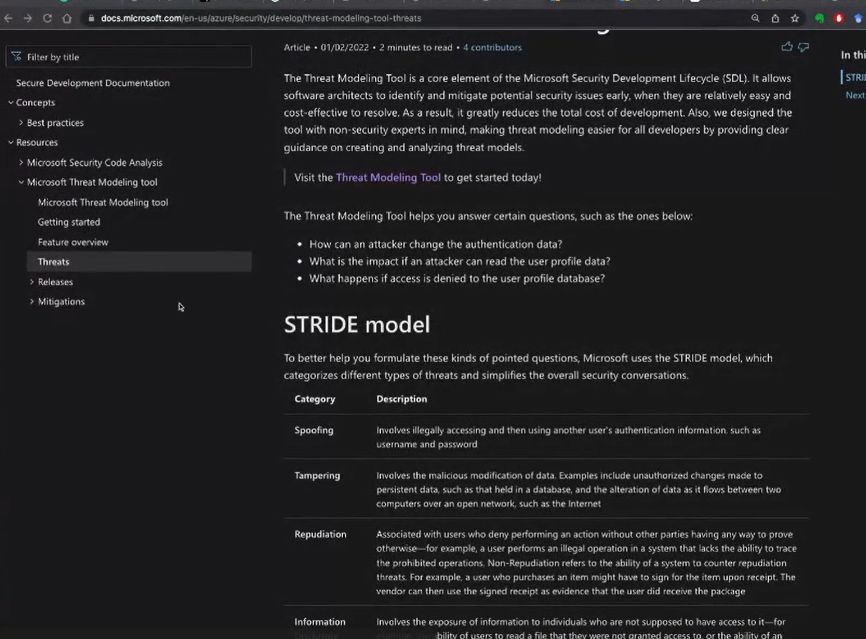 docs.microsoft.com/en-us/azure/security/develop/threat-modeling-tool-threats
Filter by title
Secure Development Documentation
Concepts
Best practices
Resources
Microsoft Security Code Analysis
Microsoft Threat Modeling tool
Microsoft Threat Modeling tool
Getting started
Feature overview
Threats
Releases
Mitigations
Article • 01/02/2022 • 2 minutes to read • 4 contributors
The Threat Modeling Tool is a core element of the Microsoft Security Development Lifecycle (SDL). It allows
software architects to identify and mitigate potential security issues early, when they are relatively easy and
cost-effective to resolve. As a result, it greatly reduces the total cost of development. Also, we designed the
tool with non-security experts in mind, making threat modeling easier for all developers by providing clear
guidance on creating and analyzing threat models.
Visit the Threat Modeling Tool to get started today!
The Threat Modeling Tool helps you answer certain questions, such as the ones below:
• How can an attacker change the authentication data?
• What is the impact if an attacker can read the user profile data?
• What happens if access is denied to the user profile database?
STRIDE model
To better help you formulate these kinds of pointed questions, Microsoft uses the STRIDE model, which
categorizes different types of threats and simplifies the overall security conversations.
Category Description
Spoofing Involves illegally accessing and then using another user's authentication information, such as
username and password
Tampering Involves the malicious modification of data. Examples include unauthorized changes made to
persistent data, such as that held in a database, and the alteration of data as it flows between two
computers over an open network, such as the Internet
Repudiation Associated with users who deny performing an action without other parties having any way to prove
otherwise—for example, a user performs an illegal operation in a system that lacks the ability to trace
the prohibited operations. Non-Repudiation refers to the ability of a system to counter repudiation
threats. For example, a user who purchases an item might have to sign for the item upon receipt. The
vendor can then use the signed receipt as evidence that the user did receive the package
Information Involves the exposure of information to individuals who are not supposed to have access to it—for
bility of users to read a file that they were not granted access to, or the ability of an
In thi
STRI
Next